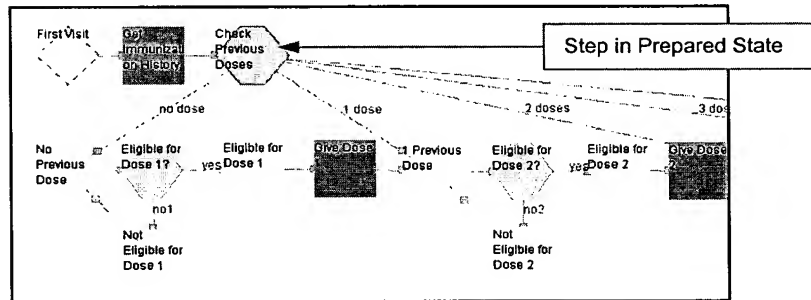 First Visit
Get
Immunizati
on History
Check
Previous
Doses
Step in Prepared State
no dose
1 dose
2 doses
3 do
No
Previous
Dose
Eligible for
Dose 1?
yes
Eligible for
Dose 1
Give Dose
1 Previous
Dose
Eligible for
Dose 2?
yes
Eligible for
Dose 2
Give Dose
2
no1
no2
Not
Eligible for
Dose 1
Not
Eligible for
Dose 2